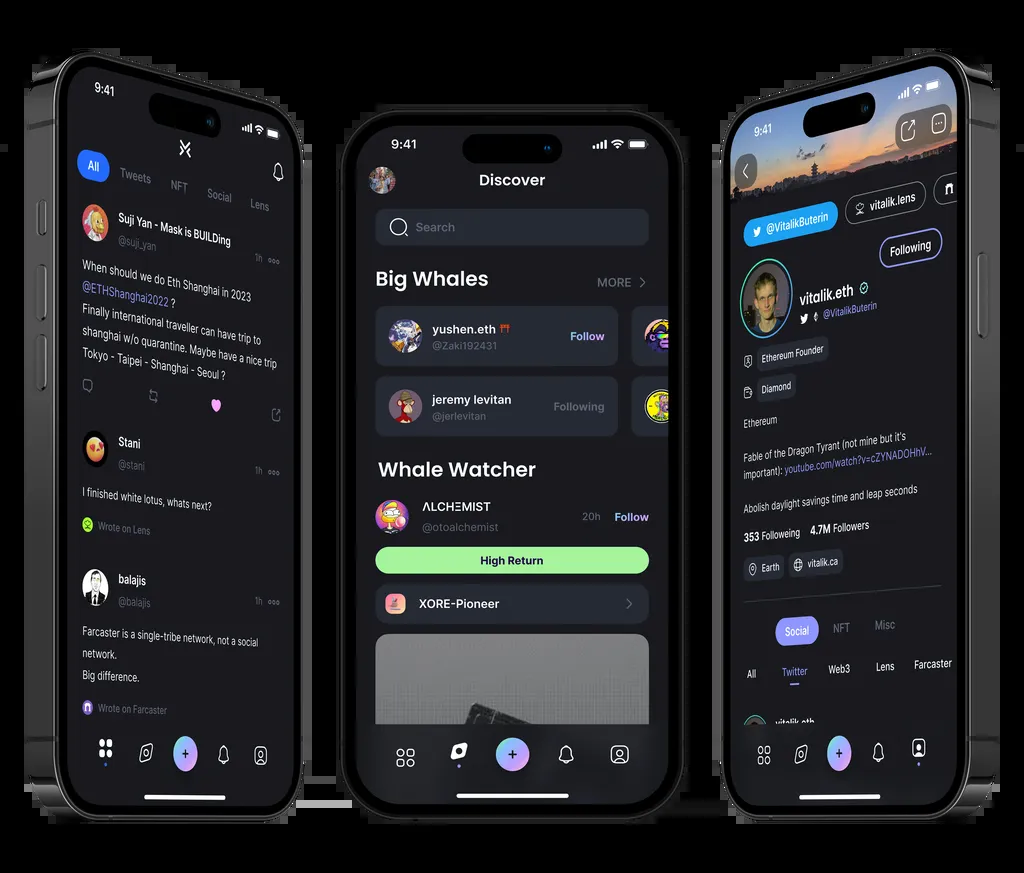 9:41
All
Tweets
NFT
Social
Lens
Suji Yan - Mask is BUILDing
@suji_yan
1h
When should we do Eth Shanghai in 2023
@ETHShanghai2022 ?
Finally international traveller can have trip to
shanghai w/o quarantine. Maybe have a nice trip
Tokyo - Taipei - Shanghai - Seoul ?
Stani
@stani
1h
I finished white lotus, whats next?
Wrote on Lens
balajis
@balajis
1h
Farcaster is a single-tribe network, not a social
network.
Big difference.
Wrote on Farcaster
9:41
Discover
Search
Big Whales
MORE
yushen.eth
@Zaki192431
Follow
jeremy levitan
@jerlevitan
Following
Whale Watcher
ΛLCHΞMIST
@otoalchemist
20h
Follow
High Return
XORE-Pioneer
9:41
@VitalikButerin
vitalik.lens
Following
vitalik.eth
@VitalikButerin
Ethereum Founder
Diamond
Ethereum
Fable of the Dragon Tyrant (not mine but it's
important): youtube.com/watch?v=cZYNADOHhV...
Abolish daylight savings time and leap seconds
353 Followeing 4.7M Followers
Earth
vitalik.ca
Social
NFT
Misc
All
Twitter
Web3
Lens
Farcaster
vitalik.eth